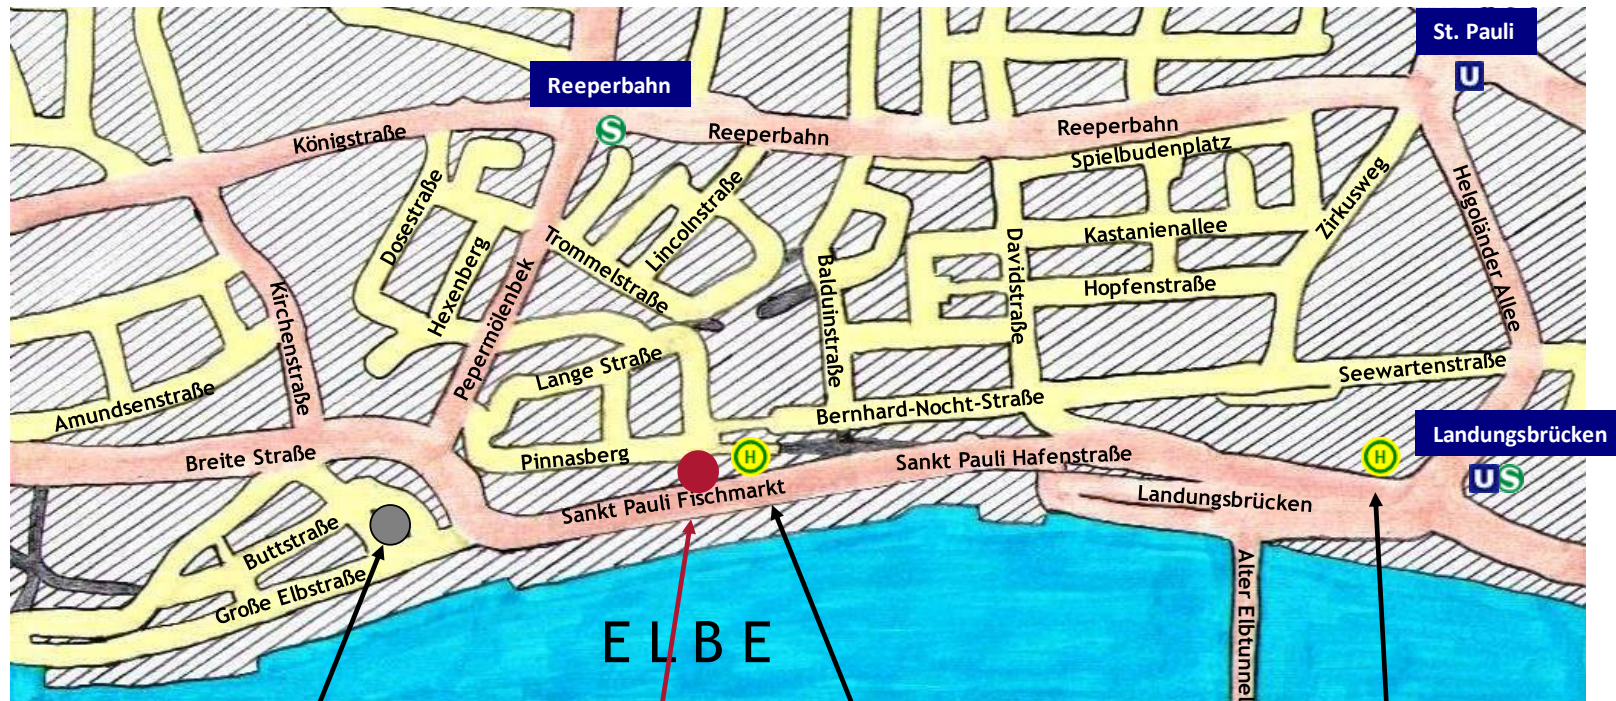 St. Pauli
U
Reeperbahn
S
Königstraße
Reeperbahn
Reeperbahn
Spielbudenplatz
Dosestraße
Hexenberg
Trommelstraße
Lincolnstraße
Zirkusweg
Helgoländer Allee
Kastanienallee
Davidstraße
Hopfenstraße
Balduinstraße
Pepermölenbek
Kirchenstraße
Lange Straße
Seewartenstraße
Amundsenstraße
Bernhard-Nocht-Straße
Landungsbrücken
Breite Straße
Pinnasberg
H
Sankt Pauli Hafenstraße
H
U S
Sankt Pauli Fischmarkt
Landungsbrücken
Buttstraße
Große Elbstraße
Alter Elbtunnel
ELBE